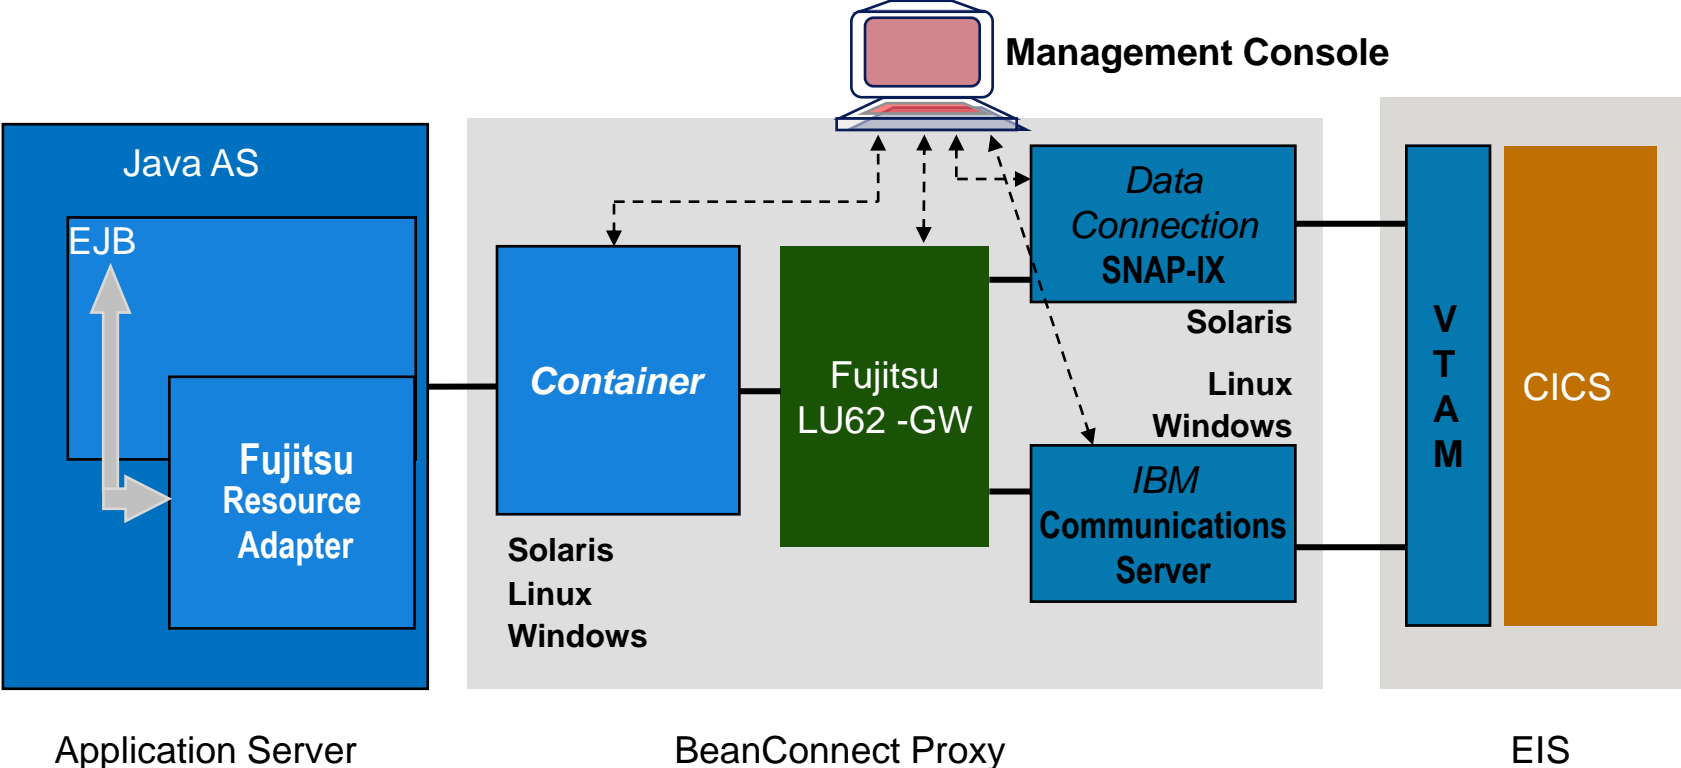 Management Console
Java AS
EJB
Fujitsu
Resource
Adapter
Container
Solaris
Linux
Windows
Fujitsu
LU62 -GW
Data
Connection
SNAP-IX
Solaris
Linux
Windows
IBM
Communications
Server
V
T
A
M
CICS
Application Server
BeanConnect Proxy
EIS